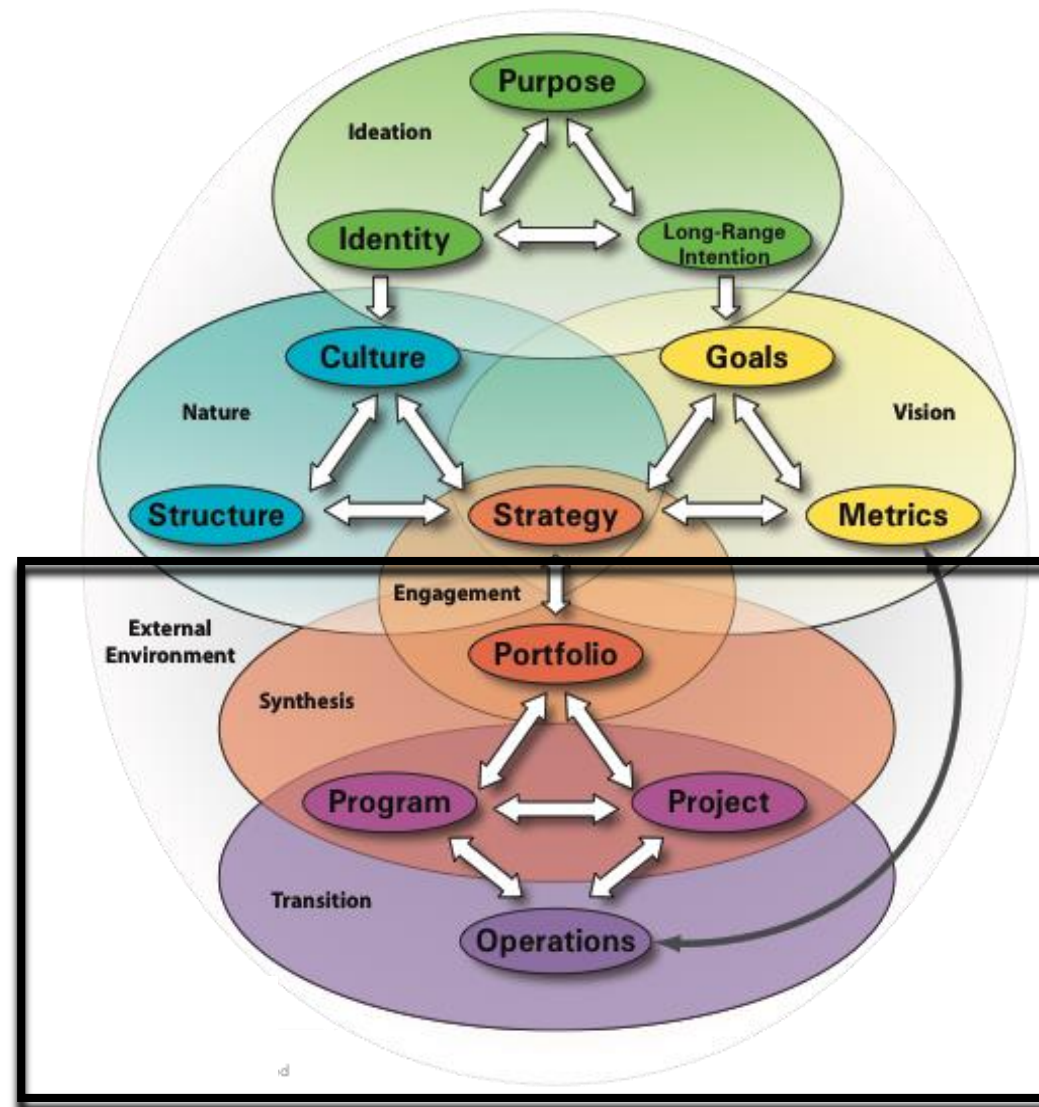 Purpose
Ideation
Identity
Long-Range
Intention
Culture
Goals
Nature
Vision
Structure
Strategy
Metrics
Engagement
External
Environment
Portfolio
Synthesis
Program
Project
Transition
Operations